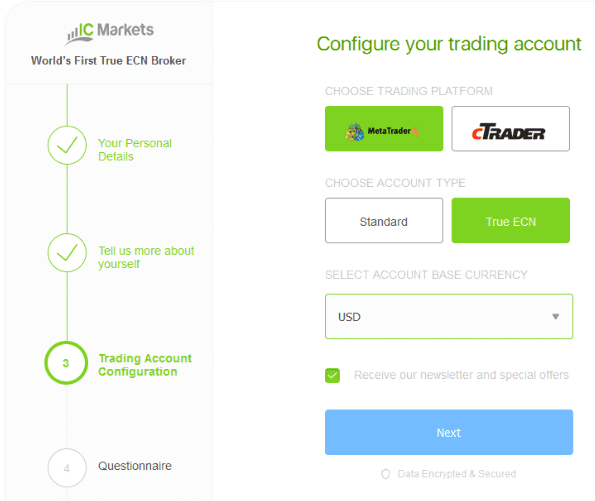 IC Markets
World's First True ECN Broker
Your Personal
Details
Tell us more about
yourself
3
Trading Account
Configuration
4
Questionnaire
Configure your trading account
CHOOSE TRADING PLATFORM
MetaTrader 4
cTRADER
CHOOSE ACCOUNT TYPE
Standard
True ECN
SELECT ACCOUNT BASE CURRENCY
USD
Receive our newsletter and special offers
Next
Data Encrypted & Secured